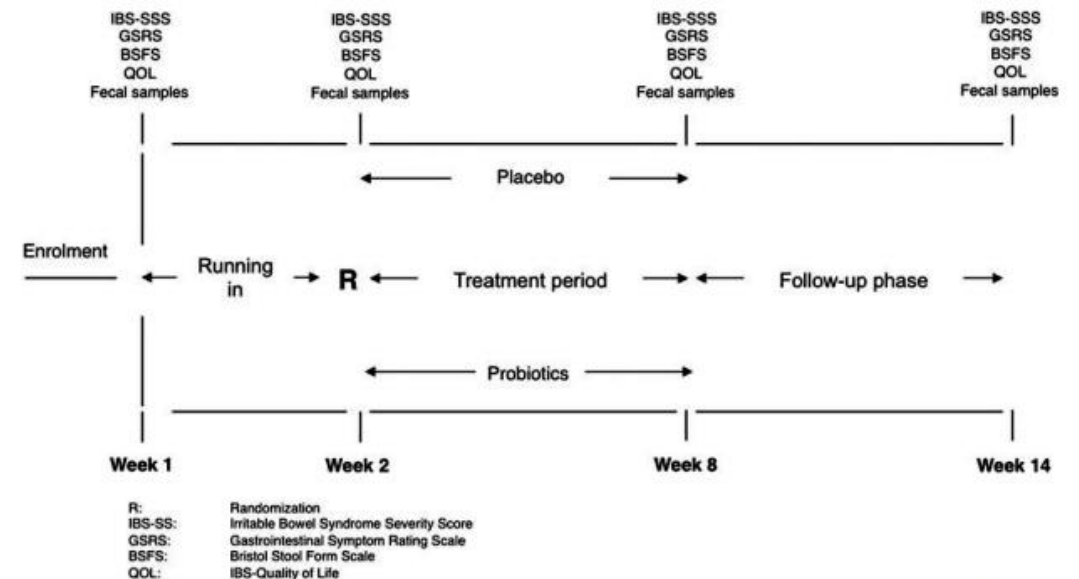 IBS-SSS IBS-SSS IBS-SSS IBS-SSS
GSRS GSRS GSRS GSRS
BSFS BSFS BSFS BSFS
QOL QOL QOL QOL
Fecal samples Fecal samples Fecal samples Fecal samples
Placebo
Enrolment
Running
in
R Treatment period Follow-up phase
Probiotics
Week 1 Week 2 Week 8 Week 14
R: Randomization
IBS-SS: Irritable Bowel Syndrome Severity Score
GSRS: Gastrointestinal Symptom Rating Scale
BSFS: Bristol Stool Form Scale
QOL: IBS-Quality of Life